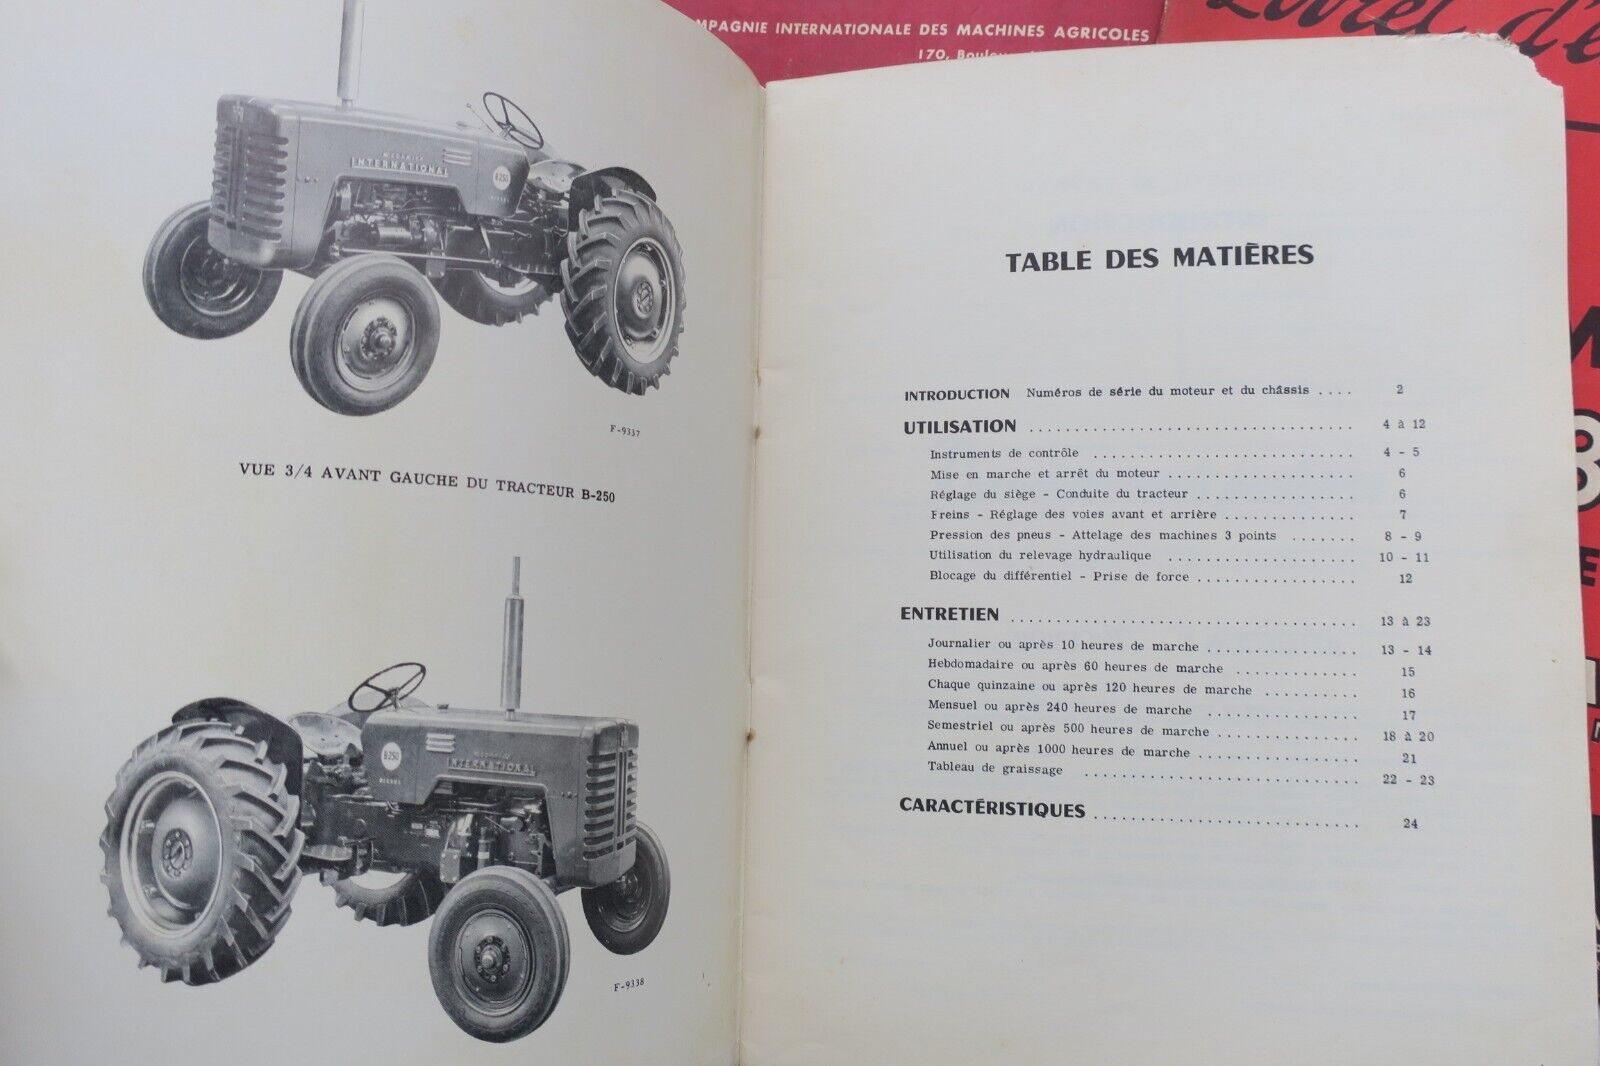 McCORMICK
INTERNATIONAL
B 250
DIESEL
F-9337
VUE 3/4 AVANT GAUCHE DU TRACTEUR B-250
B 250
DIESEL
McCORMICK
INTERNATIONAL
F-9338
MPAGNIE INTERNATIONALE DES MACHINES AGRICOLES
170,
Livret d'e
TABLE DES MATIÈRES
INTRODUCTION Numéros de série du moteur et du châssis .... 2
UTILISATION .................................... 4 à 12
Instruments de contrôle ............................. 4 - 5
Mise en marche et arrêt du moteur ..................... 6
Réglage du siège - Conduite du tracteur .................. 6
Freins - Réglage des voies avant et arrière ............... 7
Pression des pneus - Attelage des machines 3 points ....... 8 - 9
Utilisation du relevage hydraulique ..................... 10 - 11
Blocage du différentiel - Prise de force .................. 12
ENTRETIEN ...................................... 13 à 23
Journalier ou après 10 heures de marche ................. 13 - 14
Hebdomadaire ou après 60 heures de marche .............. 15
Chaque quinzaine ou après 120 heures de marche .......... 16
Mensuel ou après 240 heures de marche ................. 17
Semestriel ou après 500 heures de marche ................ 18 à 20
Annuel ou après 1000 heures de marche .................. 21
Tableau de graissage .............................. 22 - 23
CARACTÉRISTIQUES ............................. 24